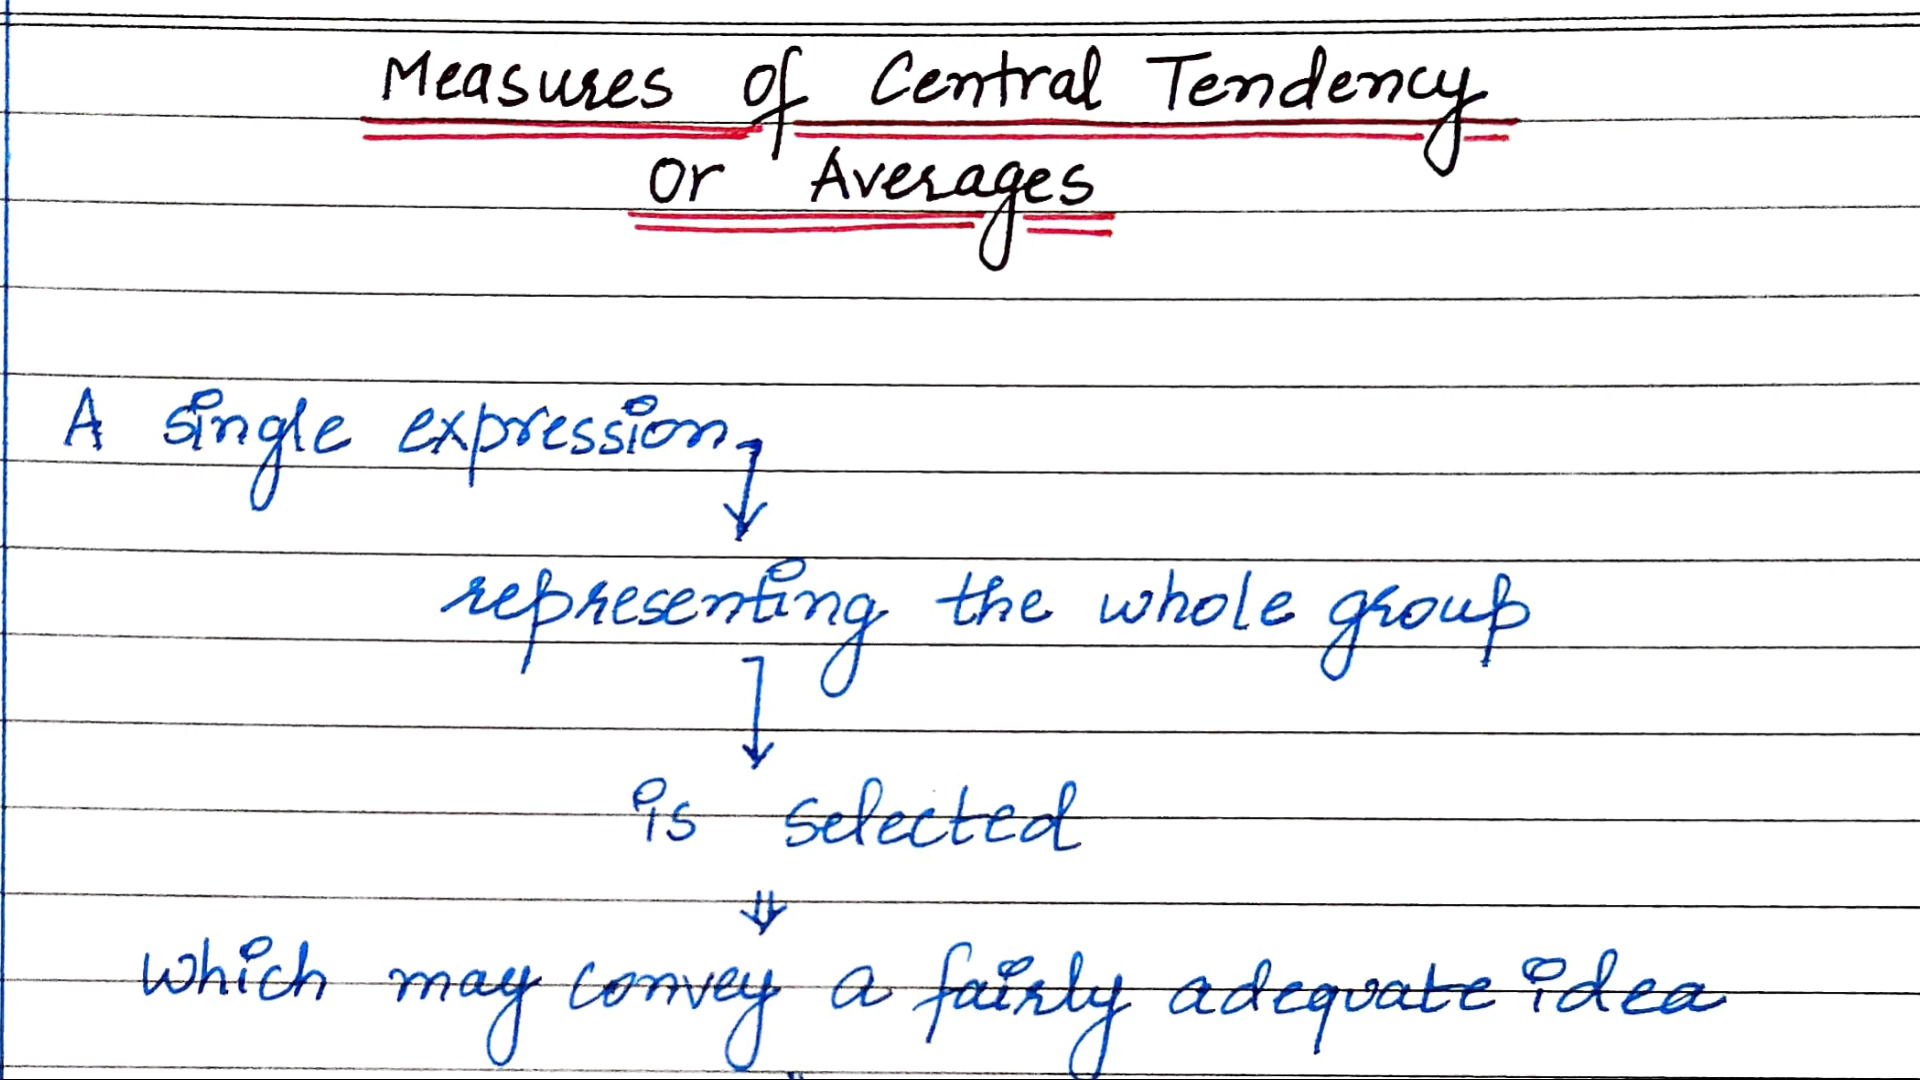 Measures of Central Tendency
or Averages
A single expression
representing the whole group
is selected
which may convey a fairly adequate idea